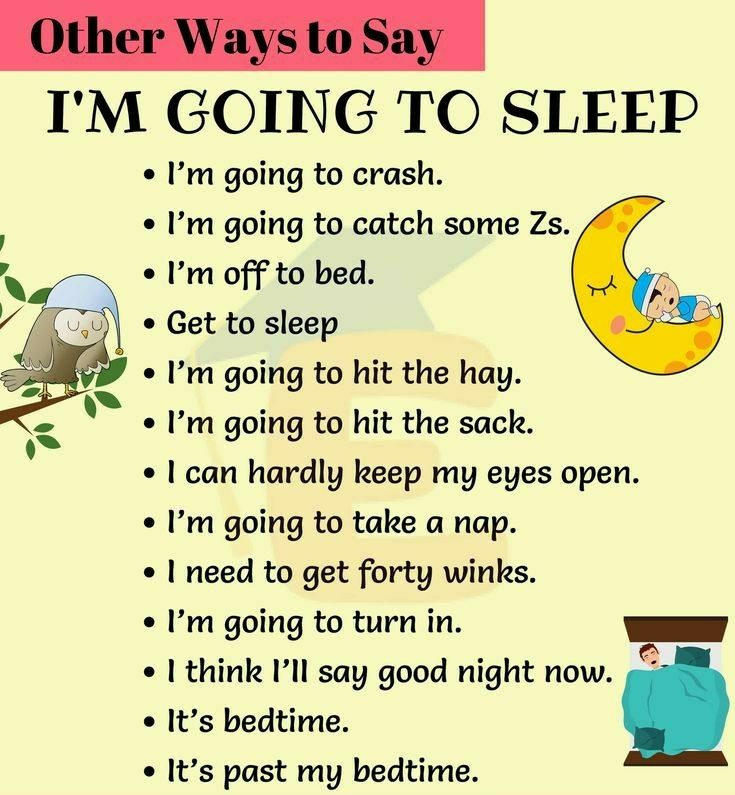 Other Ways to Say
I'M GOING TO SLEEP
• I'm going to crash.
• I'm going to catch some Zs.
• I'm off to bed.
• Get to sleep
• I'm going to hit the hay.
• I'm going to hit the sack.
• I can hardly keep my eyes open.
• I'm going to take a nap.
• I need to get forty winks.
• I'm going to turn in.
• I think I'll say good night now.
• It's bedtime.
• It's past my bedtime.
E